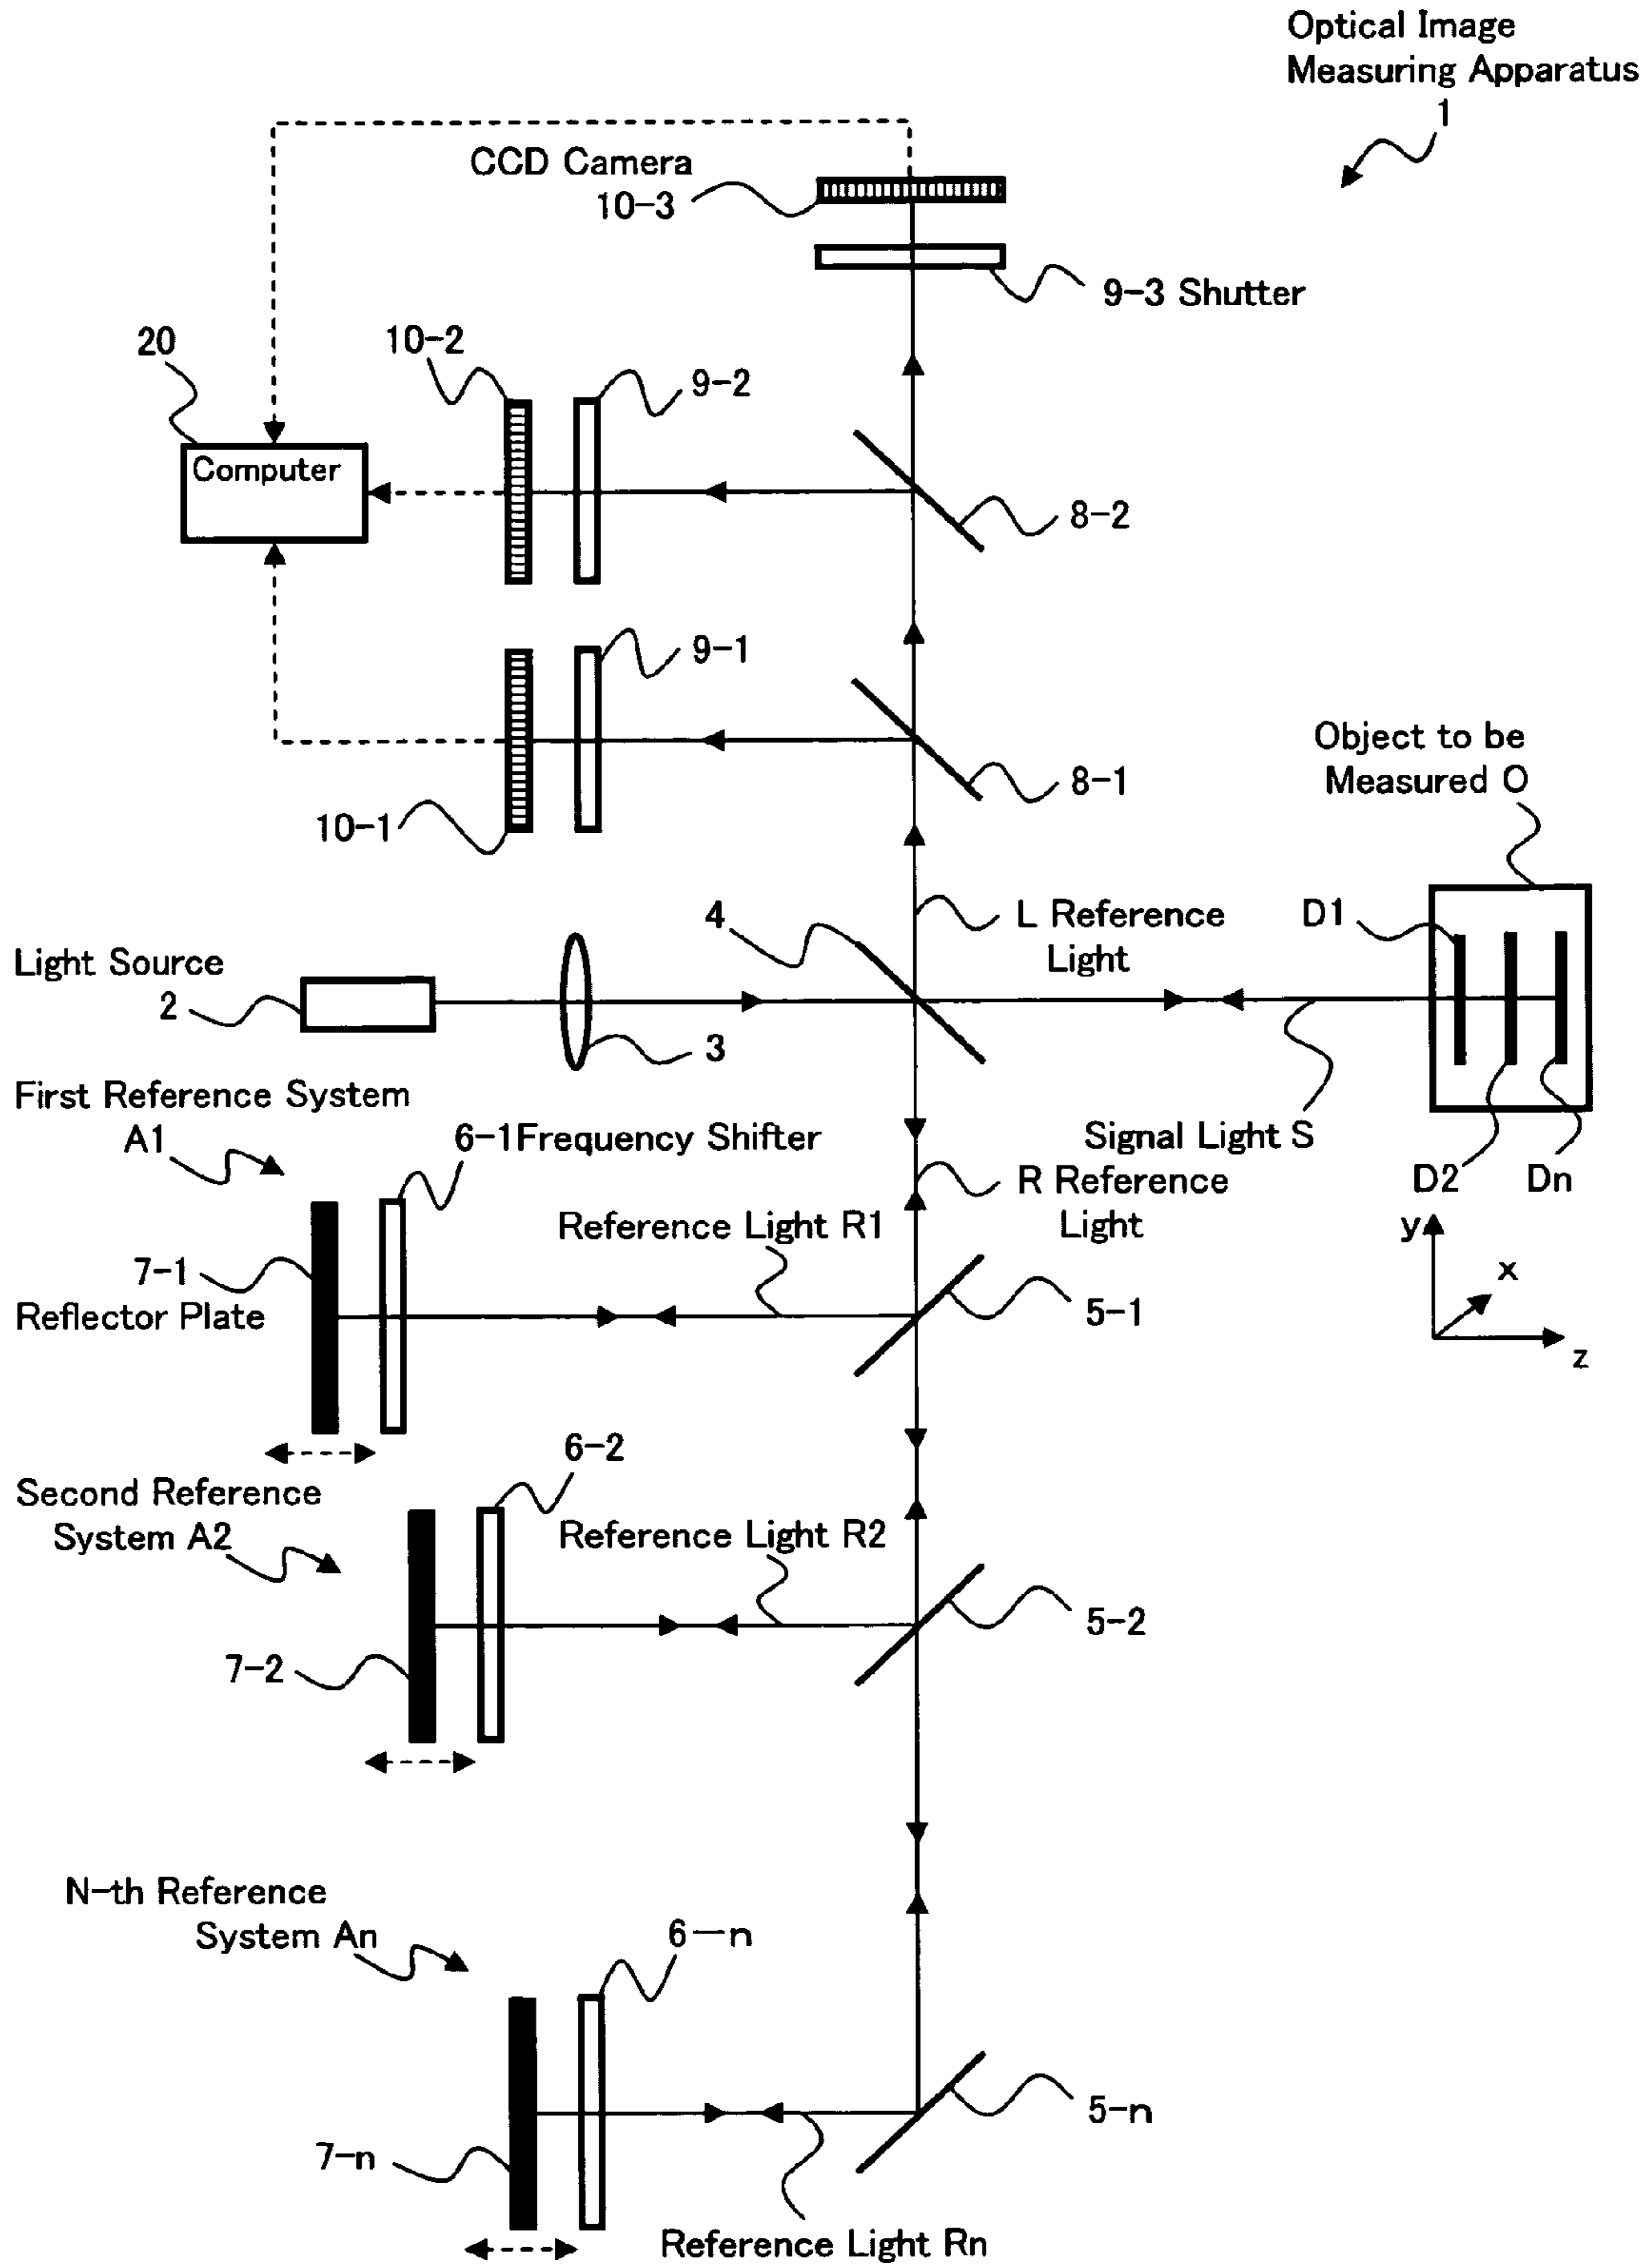 Optical Image
Measuring Apparatus
1
CCD Camera
10-3
9-3 Shutter
20
10-2
9-2
Computer
8-2
9-1
10-1
8-1
Object to be
Measured O
4
L Reference
Light
D1
Light Source
2
3
First Reference System
A1
6-1Frequency Shifter
Signal Light S
D2
Dn
R Reference
Light
Reference Light R1
7-1
Reflector Plate
5-1
y
x
z
6-2
Second Reference
System A2
Reference Light R2
5-2
7-2
N-th Reference
System An
6-n
5-n
7-n
Reference Light Rn